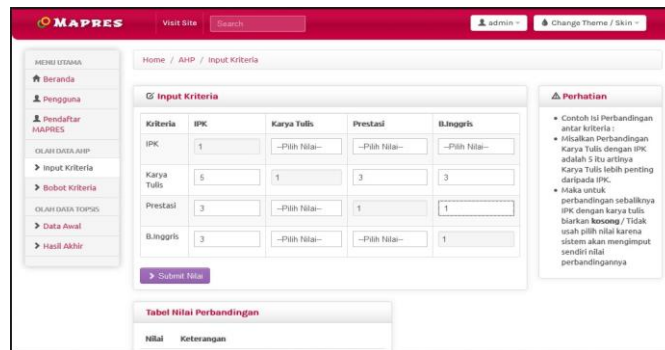 MAPRES Visit Site Search admin Change Theme / Skin
MENU UTAMA
Beranda
Pengguna
Pendaftar
MAPRES
OLAH DATA AHP
Input Kriteria
Bobot Kriteria
OLAH DATA TOPSIS
Data Awal
Hasil Akhir
Home / AHP / Input Kriteria
Input Kriteria
Kriteria IPK Karya Tulis Prestasi B.Inggris
IPK 1 --Pilih Nilai-- --Pilih Nilai-- --Pilih Nilai--
Karya
Tulis 5 1 3 3
Prestasi 3 --Pilih Nilai-- 1 1
B.Inggris 3 --Pilih Nilai-- --Pilih Nilai-- 1
Submit Nilai
Tabel Nilai Perbandingan
Nilai Keterangan
Perhatian
Contoh Isi Perbandingan
antar kriteria :
Misalkan Perbandingan
Karya Tulis dengan IPK
adalah 5 itu artinya
Karya Tulis lebih penting
daripada IPK.
Maka untuk
perbandingan sebaliknya
IPK dengan karya tulis
biarkan kosong / Tidak
usah pilih nilai karena
sistem akan mengimput
sendiri nilai
perbandingannya